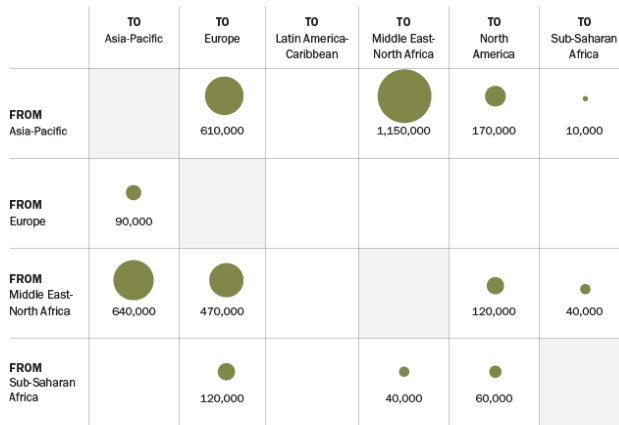 TO TO TO TO TO TO
Asia-Pacific Europe Latin America- Middle East- North Sub-Saharan
Caribbean North Africa America Africa
FROM
Asia-Pacific 610,000 1,150,000 170,000 10,000
FROM
Europe 90,000
FROM
Middle East-
North Africa 640,000 470,000 120,000 40,000
FROM
Sub-Saharan
Africa 120,000 40,000 60,000